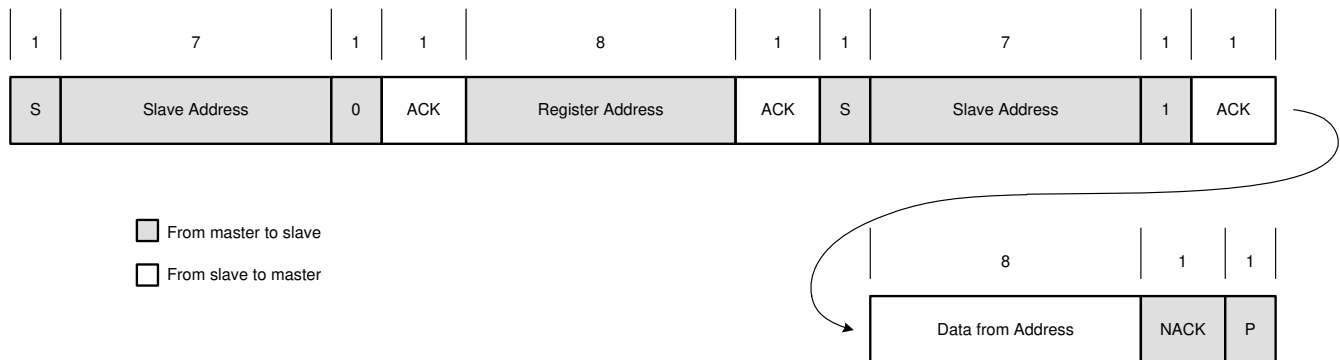 1 7 1 1 8 1 1 7 1 1
S Slave Address 0 ACK Register Address ACK S Slave Address 1 ACK
From master to slave
From slave to master
8 1 1
Data from Address NACK P